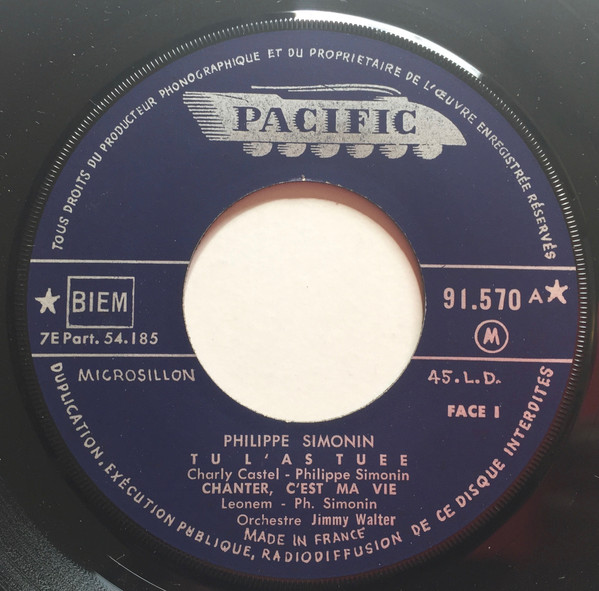 TOUS DROITS DU PRODUCTEUR PHONOGRAPHIQUE ET DU PROPRIETAIRE DE L'ŒUVRE ENREGISTRÉE RÉSERVÉS
PACIFIC
BIEM
91.570 A
7E Part. 54.185
M
MICROSILLON
45.L.D.
FACE I
PHILIPPE SIMONIN
TU L'AS TUEE
Charly Castel - Philippe Simonin
CHANTER, C'EST MA VIE
Leonem - Ph. Simonin
Orchestre Jimmy Walter
MADE IN FRANCE
DUPLICATION, EXÉCUTION PUBLIQUE, RADIODIFFUSION DE CE DISQUE INTERDITES